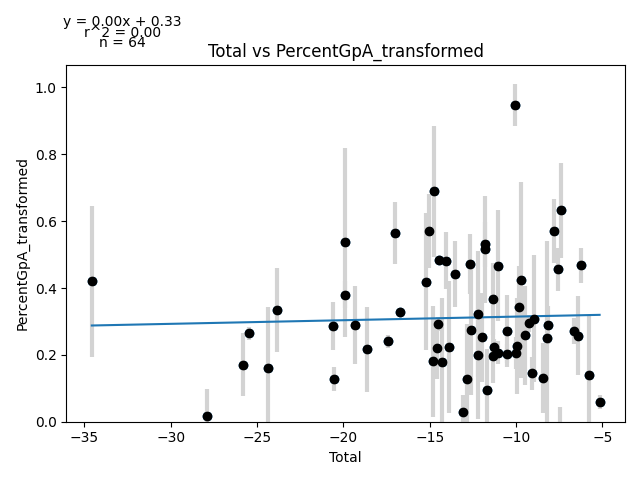 y = 0.00x + 0.33
r^2 = 0.00
n = 64
Total vs PercentGpA_transformed
PercentGpA_transformed
1.0
0.8
0.6
0.4
0.2
0.0
−35
−30
−25
−20
−15
−10
−5
Total